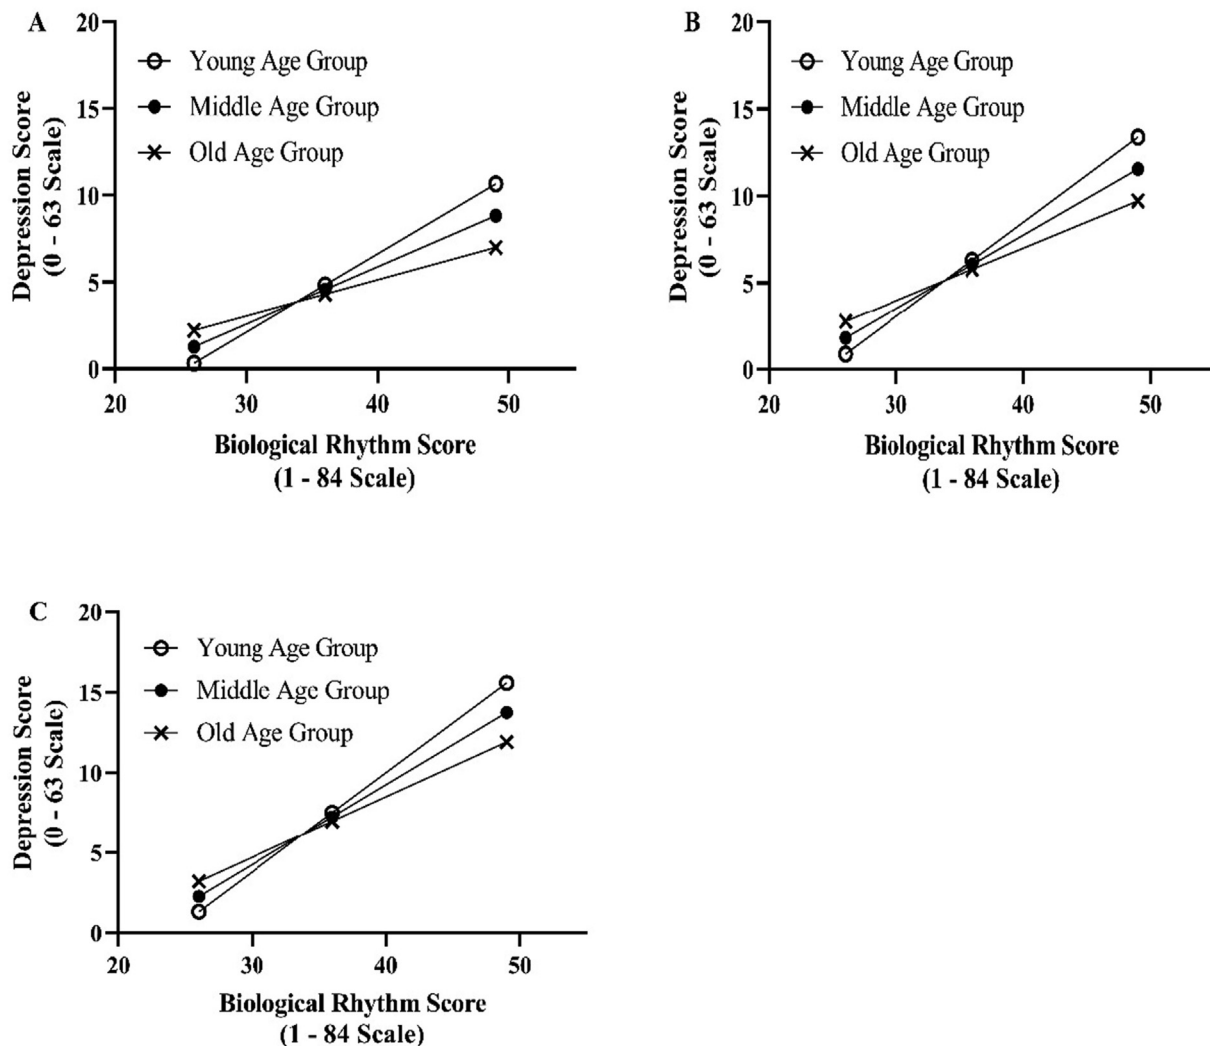 A
20
15
10
5
0
Young Age Group
Middle Age Group
Old Age Group
Depression Score
(0 - 63 Scale)
20 30 40 50
Biological Rhythm Score
(1 - 84 Scale)
B
20
15
10
5
0
Young Age Group
Middle Age Group
Old Age Group
Depression Score
(0 - 63 Scale)
20 30 40 50
Biological Rhythm Score
(1 - 84 Scale)
C
20
15
10
5
0
Young Age Group
Middle Age Group
Old Age Group
Depression Score
(0 - 63 Scale)
20 30 40 50
Biological Rhythm Score
(1 - 84 Scale)